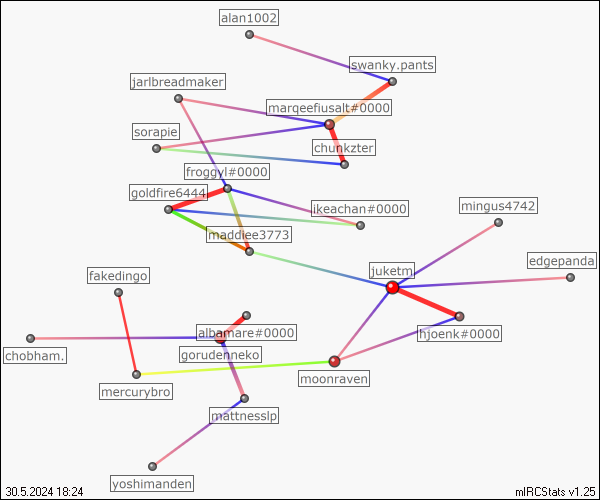 alan1002
swanky.pants
jarlbreadmaker
marqeefiusalt#0000
sorapie
chunkzter
froggyl#0000
goldfire6444
ikeachan#0000
mingus4742
maddiee3773
edgepanda
juketm
fakedingo
albamare#0000
hjoenk#0000
chobham.
gorudenneko
moonraven
mercurybro
mattnesslp
yoshimanden
30.5.2024 18:24
mIRCStats v1.25